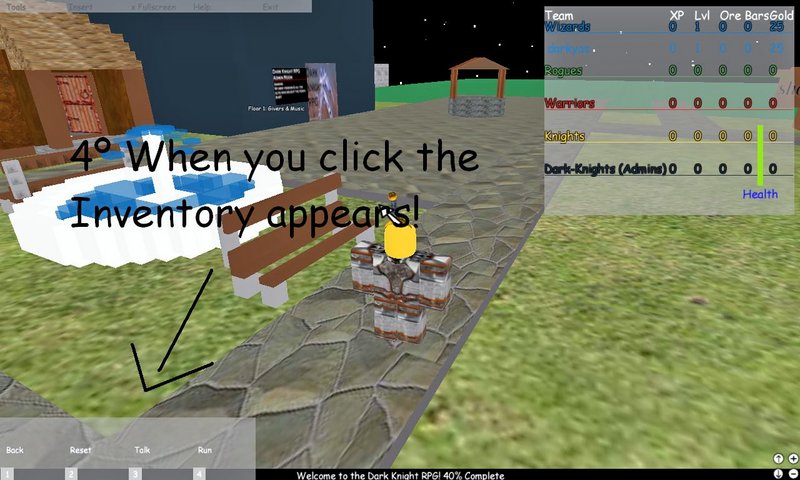 Tools Insert x Fullscreen Help... Exit
Team XP Lvl Ore Bars Gold
Wizards 0 1 0 0 25
darkyas 0 1 0 0 25
Rogues 0 0 0 0 0
Warriors 0 0 0 0 0
Knights 0 0 0 0 0
Dark-Knights (Admins) 0 0 0 0 0
Health
Floor 1: Givers & Music
4° When you click the
Inventory appears!
Back Reset Talk Run
1 2 3 4
Welcome to the Dark Knight RPG! 40% Complete